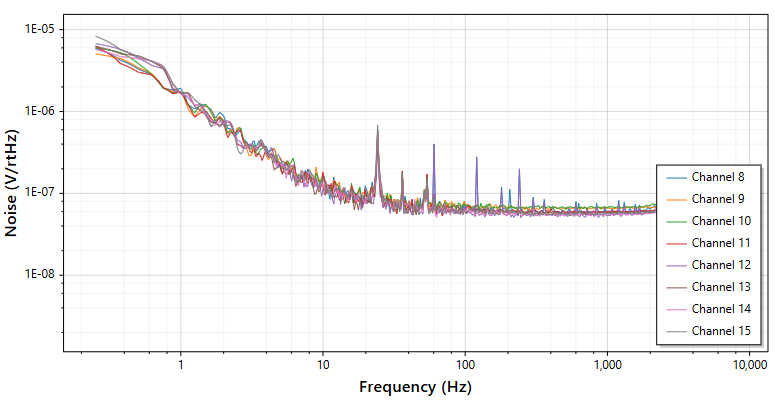 1E-05
1E-06
1E-07
1E-08
Noise (V/rtHz)
1
10
100
1,000
10,000
Frequency (Hz)
Channel 8
Channel 9
Channel 10
Channel 11
Channel 12
Channel 13
Channel 14
Channel 15